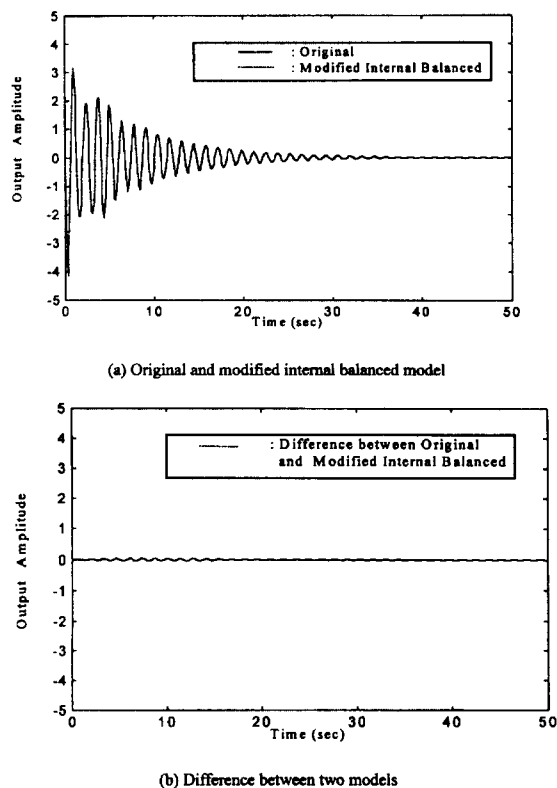 5
4
3
2
1
0
-1
-2
-3
-4
-5
Output Amplitude
: Original
: Modified Internal Balanced
0 10 20 30 40 50
Time (sec)
(a) Original and modified internal balanced model
5
4
3
2
1
0
-1
-2
-3
-4
-5
Output Amplitude
: Difference between Original
and Modified Internal Balanced
0 10 20 30 40 50
Time (sec)
(b) Difference between two models